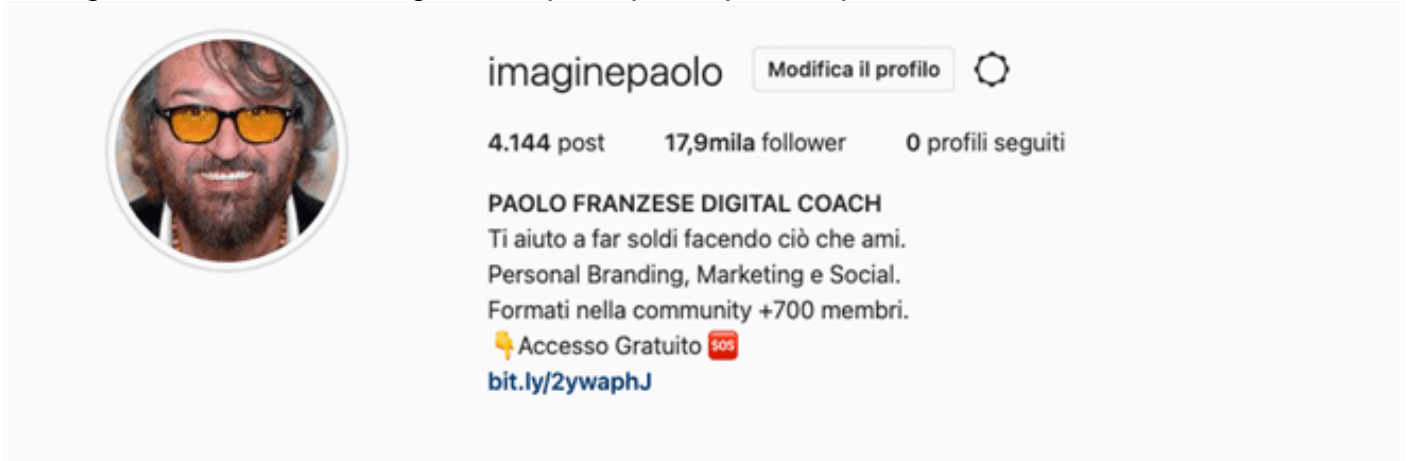 imaginepaolo Modifica il profilo
4.144 post 17,9mila follower 0 profili seguiti
PAOLO FRANZESE DIGITAL COACH
Ti aiuto a far soldi facendo ciò che ami.
Personal Branding, Marketing e Social.
Formati nella community +700 membri.
👇Accesso Gratuito 🆘
bit.ly/2ywaphJ